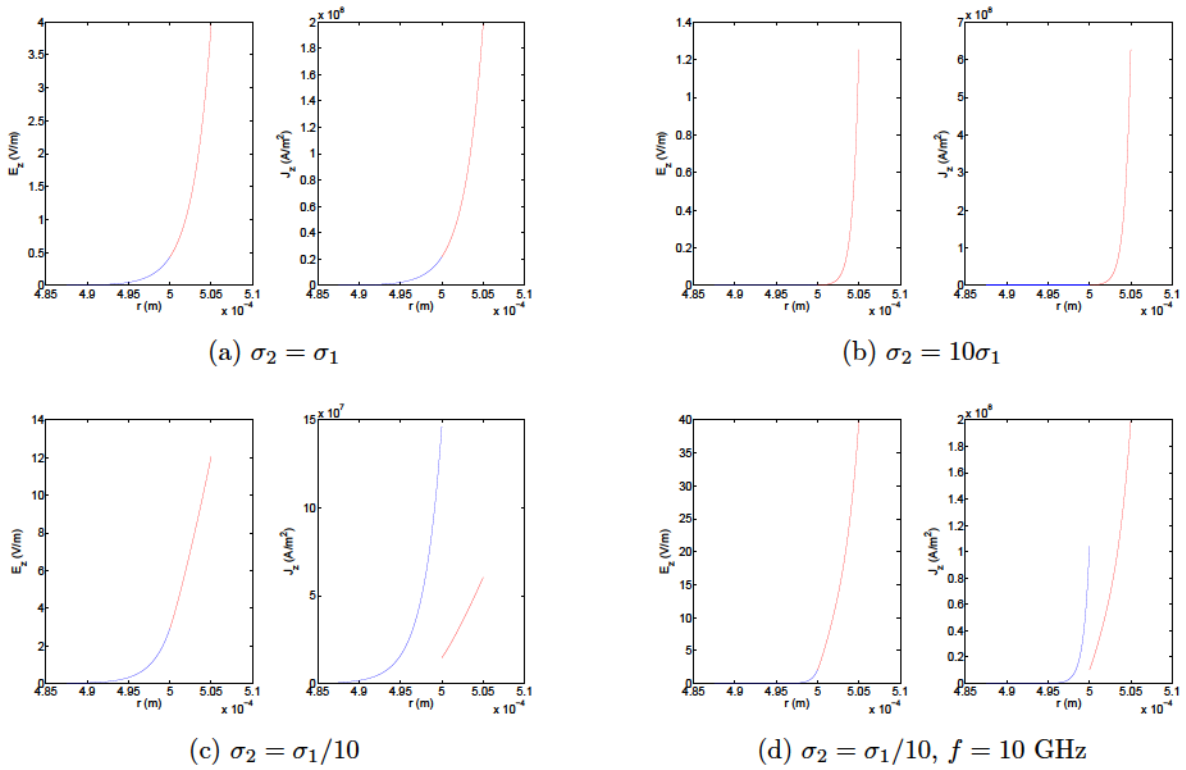 4
3.5
3
2.5
2
1.5
1
0.5
0
E_z (V/m)
4.85 4.9 4.95 5 5.05 5.1
r (m)
x 10^-4
x 10^8
2
1.8
1.6
1.4
1.2
1
0.8
0.6
0.4
0.2
0
J_z (A/m^2)
4.85 4.9 4.95 5 5.05 5.1
r (m)
x 10^-4
(a) σ_2 = σ_1
1.4
1.2
1
0.8
0.6
0.4
0.2
0
E_z (V/m)
4.85 4.9 4.95 5 5.05 5.1
r (m)
x 10^-4
x 10^8
7
6
5
4
3
2
1
0
J_z (A/m^2)
4.85 4.9 4.95 5 5.05 5.1
r (m)
x 10^-4
(b) σ_2 = 10σ_1
14
12
10
8
6
4
2
0
E_z (V/m)
4.85 4.9 4.95 5 5.05 5.1
r (m)
x 10^-4
x 10^7
15
10
5
0
J_z (A/m^2)
4.85 4.9 4.95 5 5.05 5.1
r (m)
x 10^-4
(c) σ_2 = σ_1/10
40
35
30
25
20
15
10
5
0
E_z (V/m)
4.85 4.9 4.95 5 5.05 5.1
r (m)
x 10^-4
x 10^8
2
1.8
1.6
1.4
1.2
1
0.8
0.6
0.4
0.2
0
J_z (A/m^2)
4.85 4.9 4.95 5 5.05 5.1
r (m)
x 10^-4
(d) σ_2 = σ_1/10, f = 10 GHz